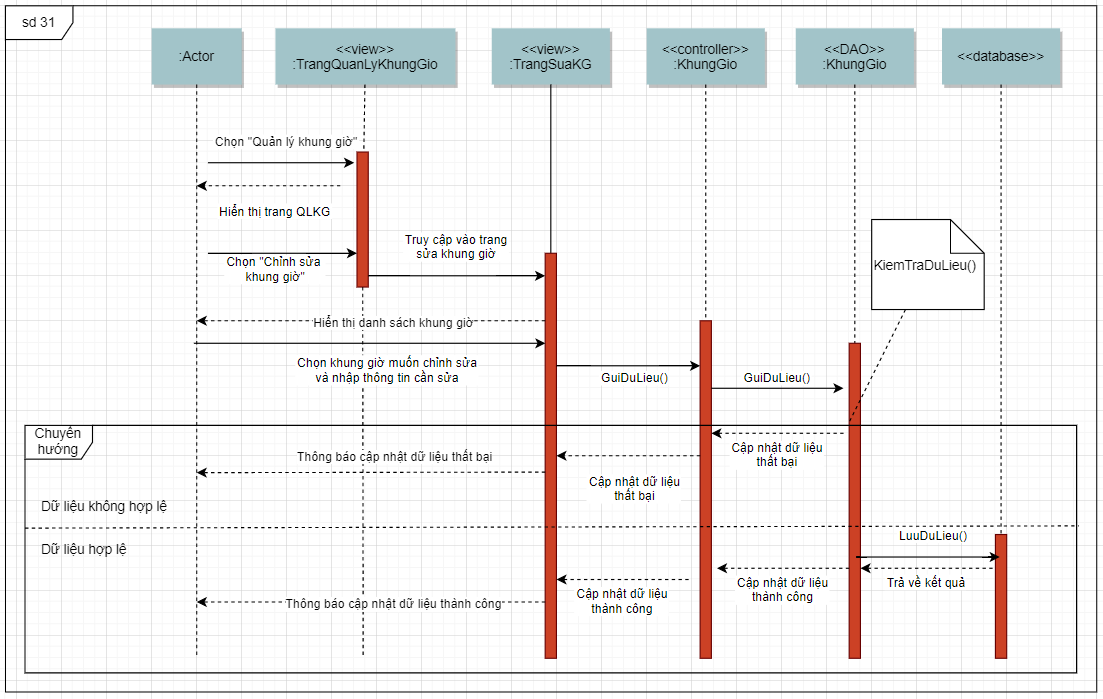 sd 31
:Actor
<<view>>
:TrangQuanLyKhungGio
<<view>>
:TrangSuaKG
<<controller>>
:KhungGio
<<DAO>>
:KhungGio
<<database>>
Chọn "Quản lý khung giờ"
Hiển thị trang QLKG
Chọn "Chỉnh sửa
khung giờ"
Truy cập vào trang
sửa khung giờ
KiemTraDuLieu()
Hiển thị danh sách khung giờ
Chọn khung giờ muốn chỉnh sửa
và nhập thông tin cần sửa
GuiDuLieu()
GuiDuLieu()
Chuyển
hướng
Cập nhật dữ liệu
thất bại
Thông báo cập nhật dữ liệu thất bại
Cập nhật dữ liệu
thất bại
Dữ liệu không hợp lệ
Dữ liệu hợp lệ
LuuDuLieu()
Trả về kết quả
Cập nhật dữ liệu
thành công
Cập nhật dữ liệu
thành công
Thông báo cập nhật dữ liệu thành công